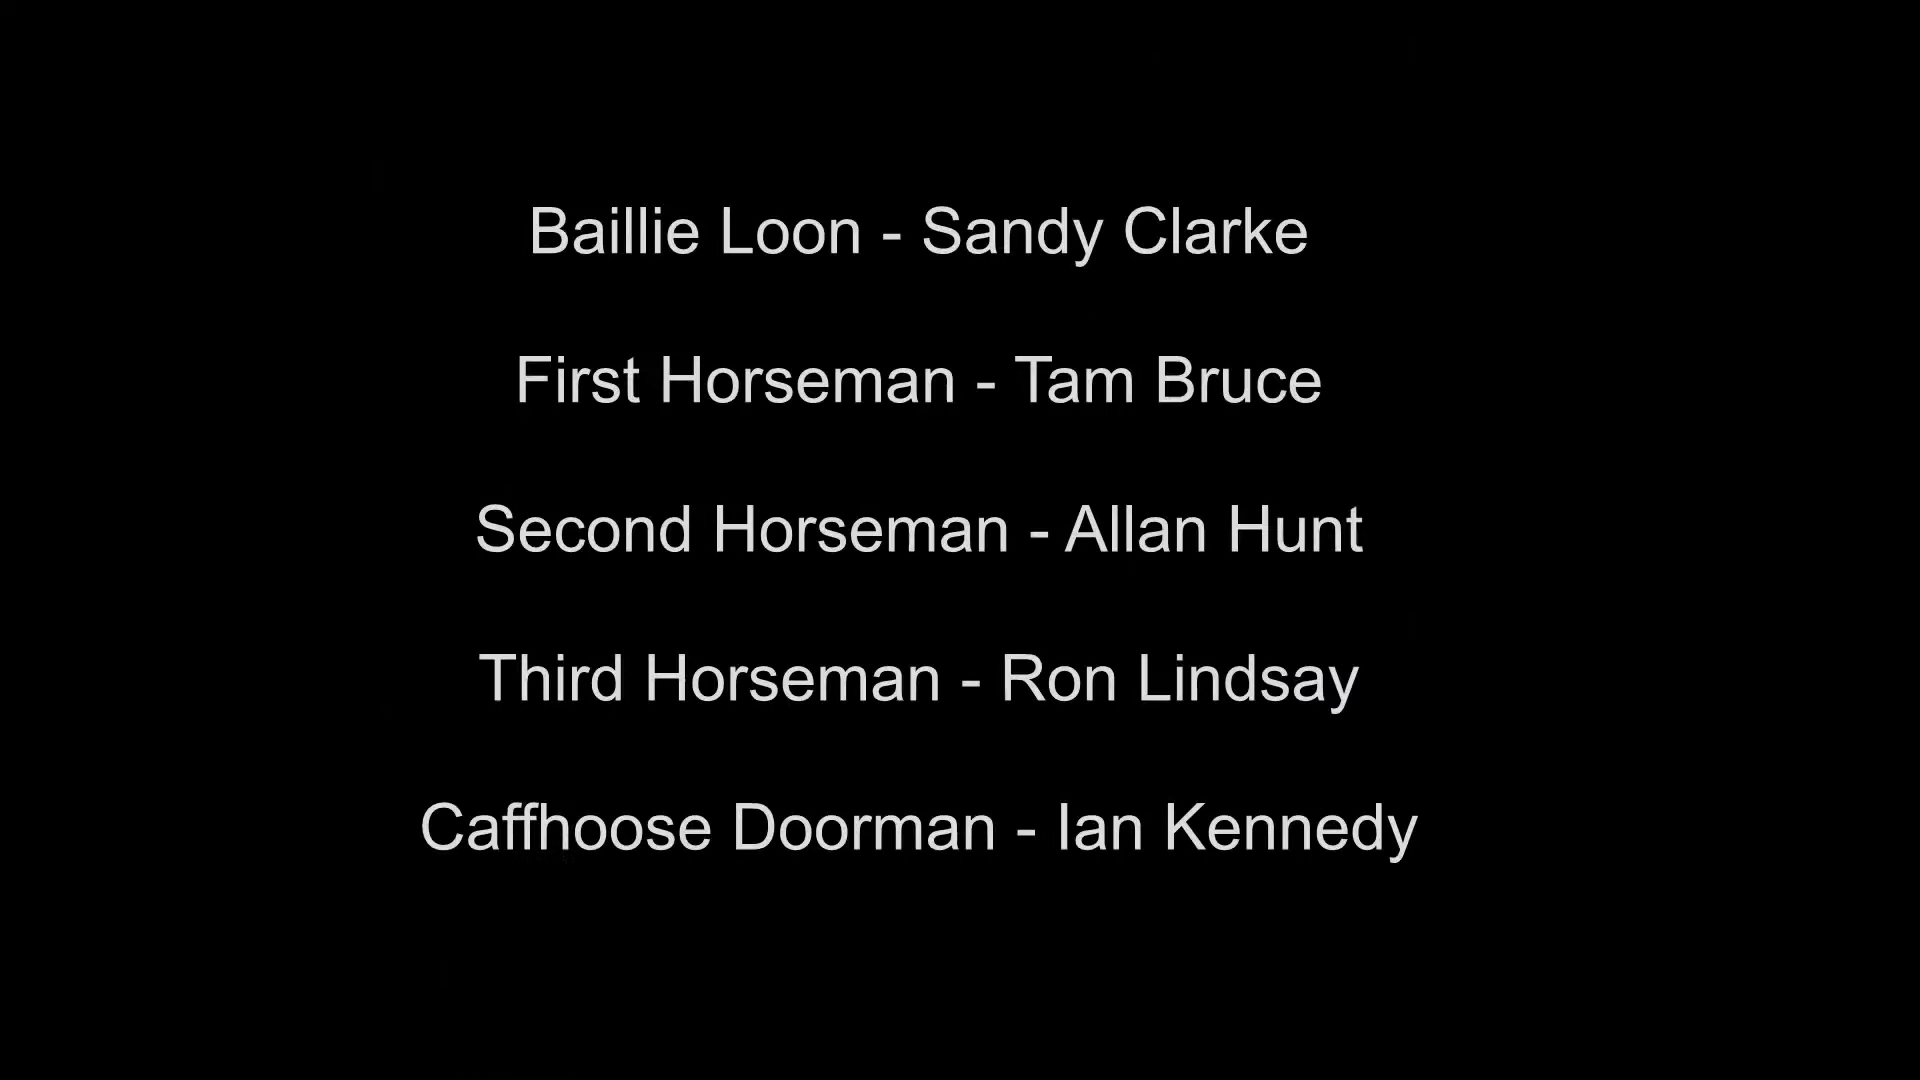 Baillie Loon - Sandy Clarke
First Horseman - Tam Bruce
Second Horseman - Allan Hunt
Third Horseman - Ron Lindsay
Caffhoose Doorman - Ian Kennedy